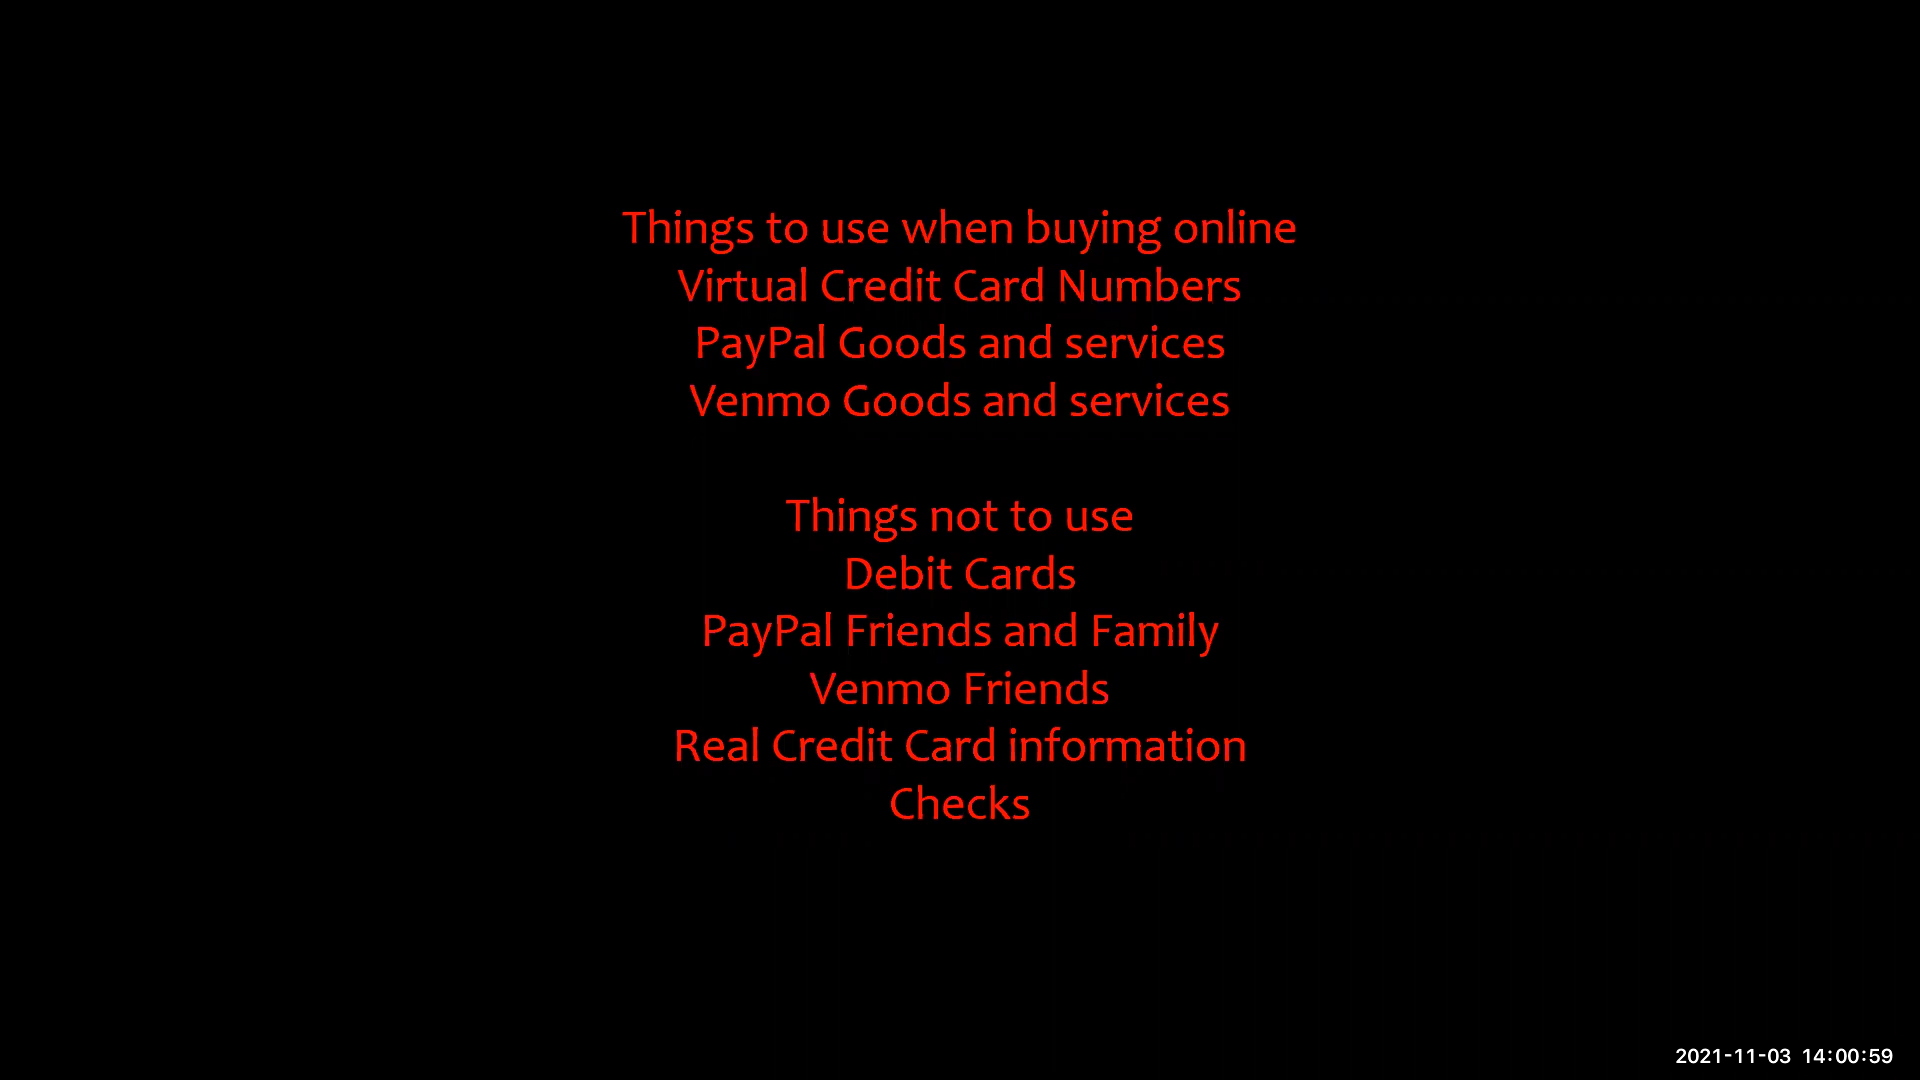 Things to use when buying online
Virtual Credit Card Numbers
PayPal Goods and services
Venmo Goods and services
Things not to use
Debit Cards
PayPal Friends and Family
Venmo Friends
Real Credit Card information
Checks
2021-11-03 14:00:59